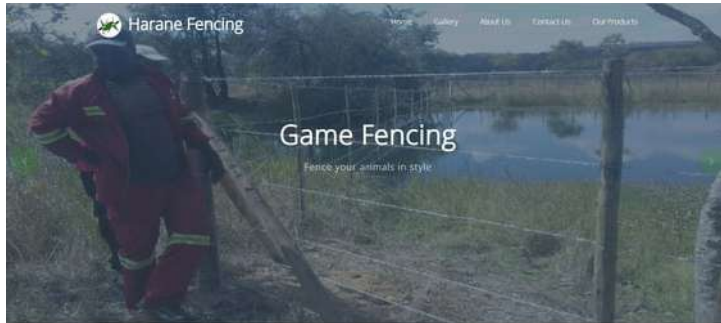 Harane Fencing
Home Gallery About Us Contact Us Our Products
Game Fencing
Fence your animals in style